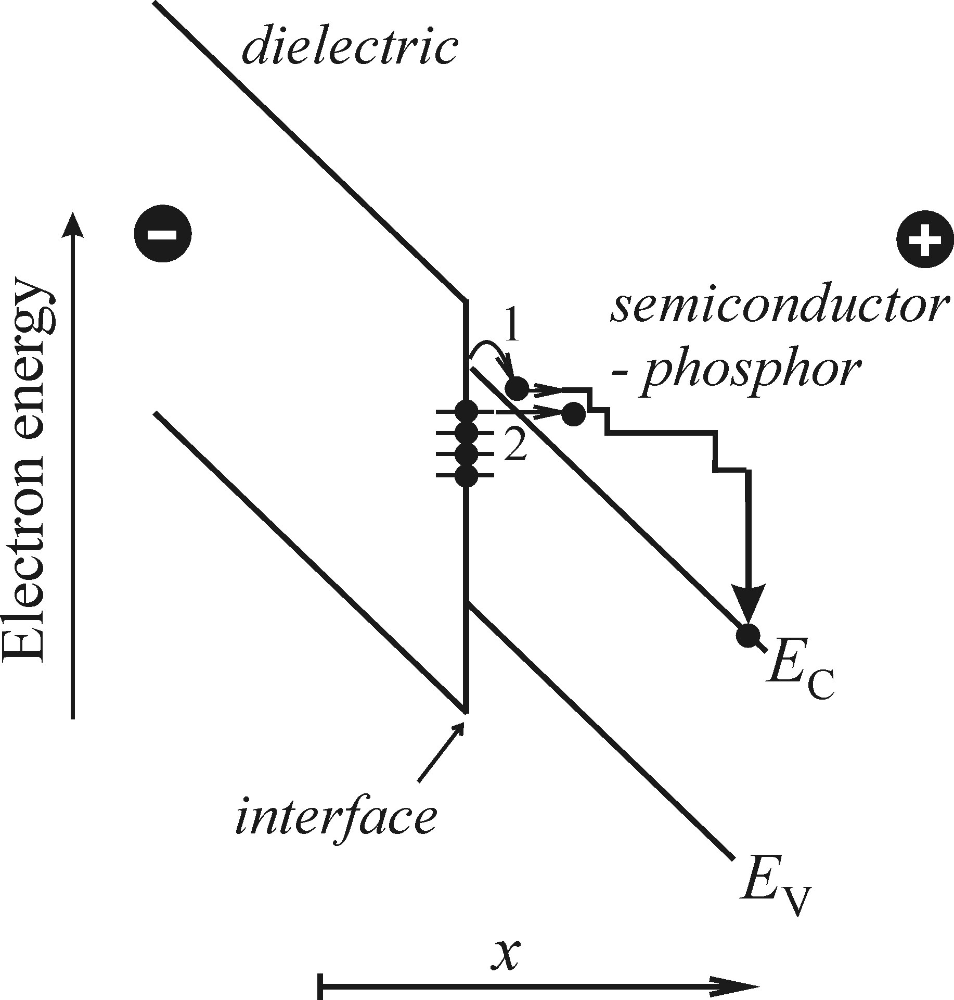 dielectric
Electron energy
−
+
1
semiconductor
- phosphor
2
E_C
interface
E_V
x